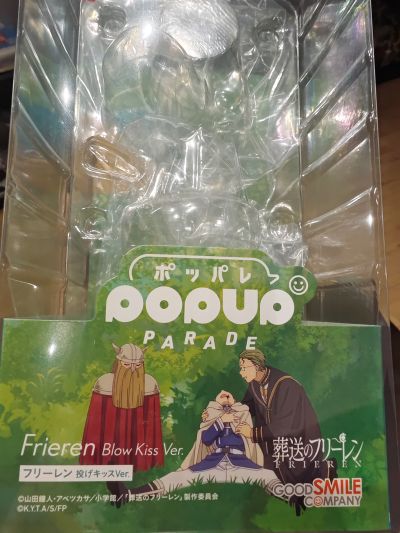 ポッパレッ
POPUP
PARADE
Frieren Blow Kiss Ver.
フリーレン 投げキッスVer.
葬送のフリーレン
FRIEREN
©山田鐘人・アベツカサ/小学館/「葬送のフリーレン」製作委員会
©K.Y.T.A/S/FP
GOOD SMILE
COMPANY